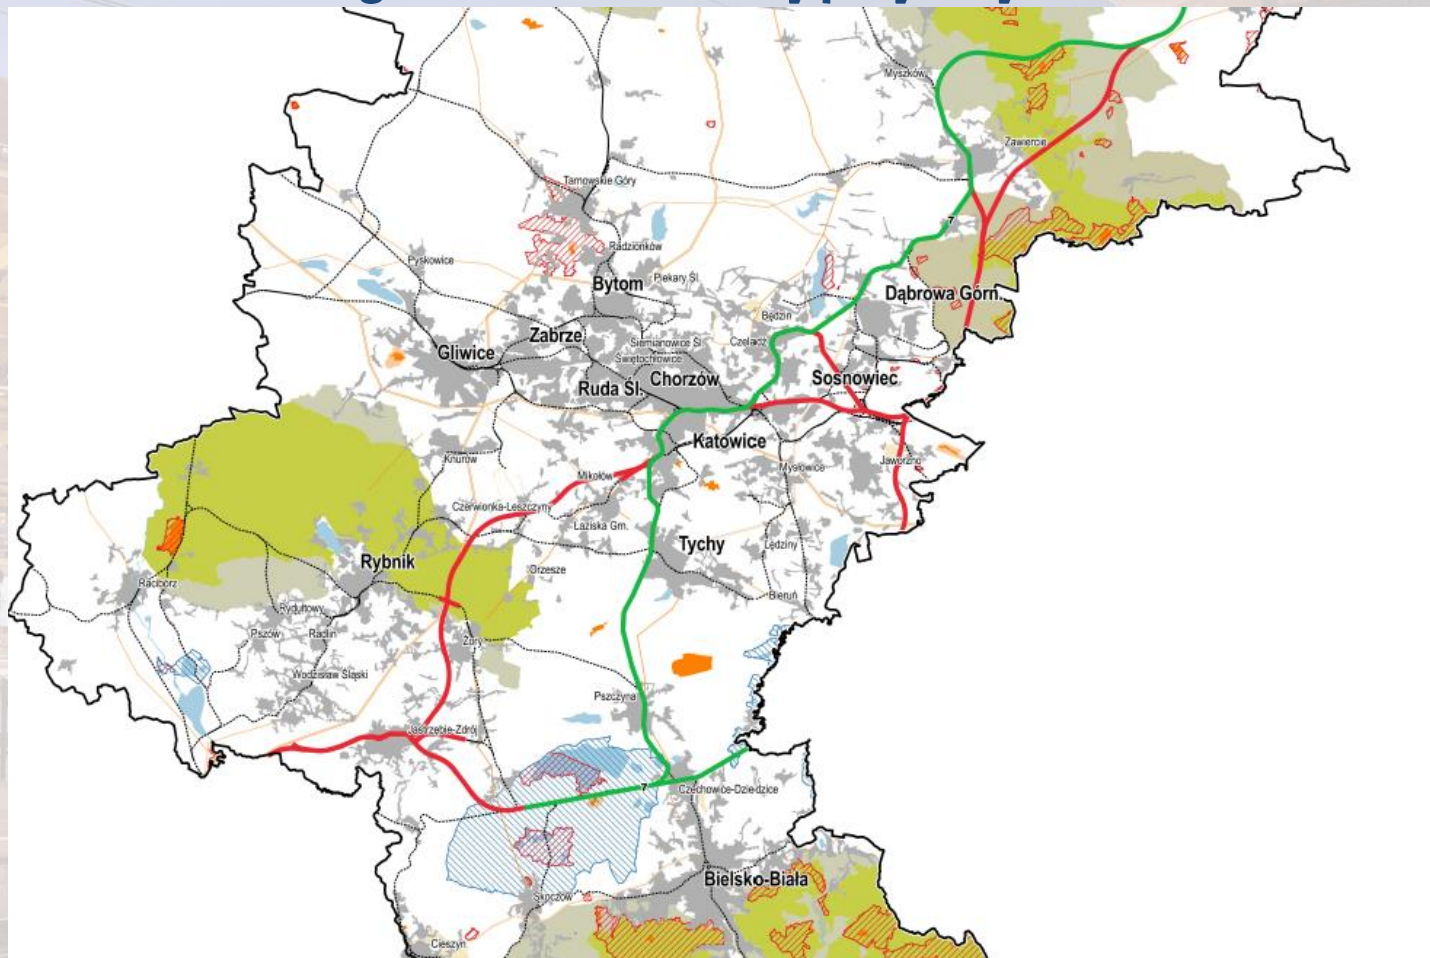 Myszków
Zawiercie
Tarnowskie Góry
7
Radzionków
Pyskowice
Piekary Śl.
Bytom
Dąbrowa Górn.
Będzin
Zabrze
Siemianowice Śl.
Czeladź
Gliwice
Świętochłowice
Ruda Śl.
Chorzów
Sosnowiec
Katowice
Knurów
Mysłowice
Jaworzno
Mikołów
Czerwionka-Leszczyny
Łaziska Grn.
Tychy
Lędziny
Rybnik
Orzesze
Racibórz
Bieruń
Rydułtowy
Pszów
Radlin
Żory
Wodzisław Śląski
Pszczyna
Jastrzębie-Zdrój
7
Czechowice-Dziedzice
Bielsko-Biała
Skoczów
Cieszyn